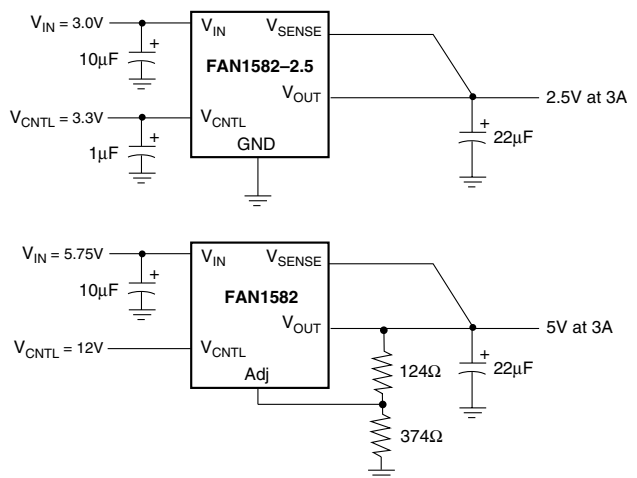 V_IN = 3.0V
10µF
+
V_IN
V_SENSE
FAN1582–2.5
V_OUT
2.5V at 3A
V_CNTL = 3.3V
1µF
+
V_CNTL
GND
+
22µF
V_IN = 5.75V
10µF
+
V_IN
V_SENSE
FAN1582
V_OUT
5V at 3A
V_CNTL = 12V
V_CNTL
Adj
124Ω
374Ω
+
22µF